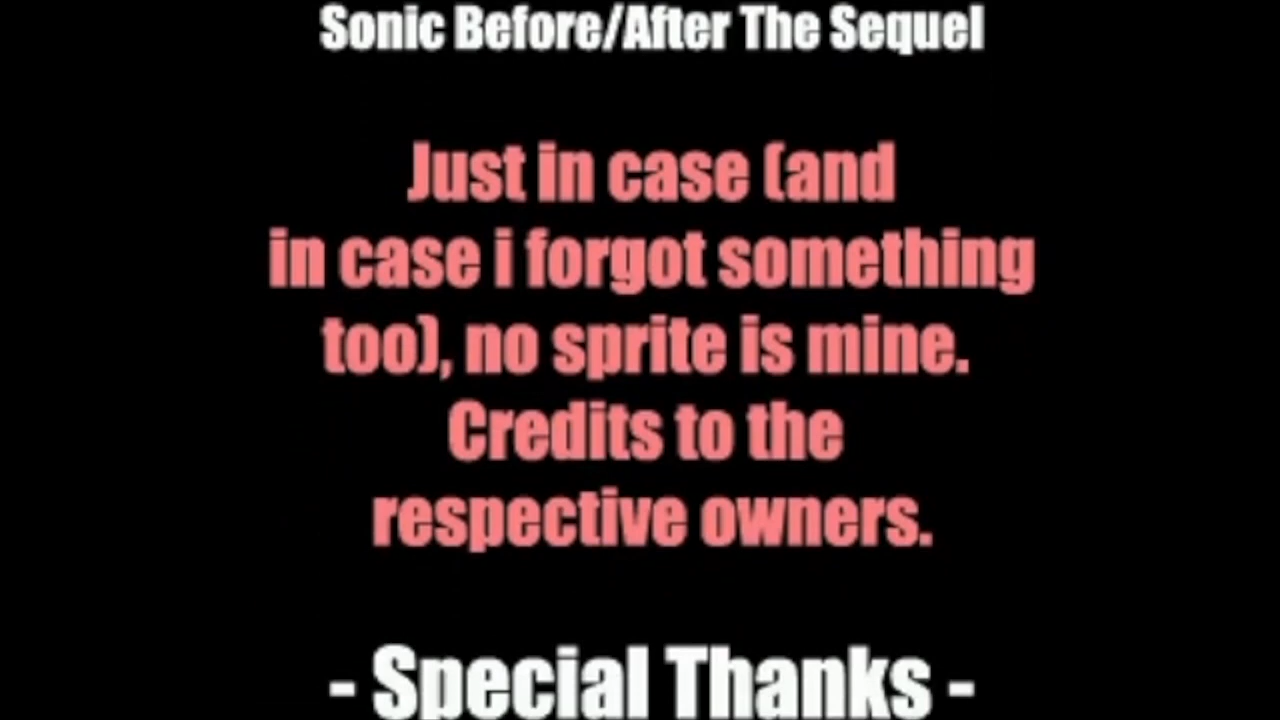 Sonic Before/After The Sequel
Just in case (and
in case i forgot something
too), no sprite is mine.
Credits to the
respective owners.
- Special Thanks -